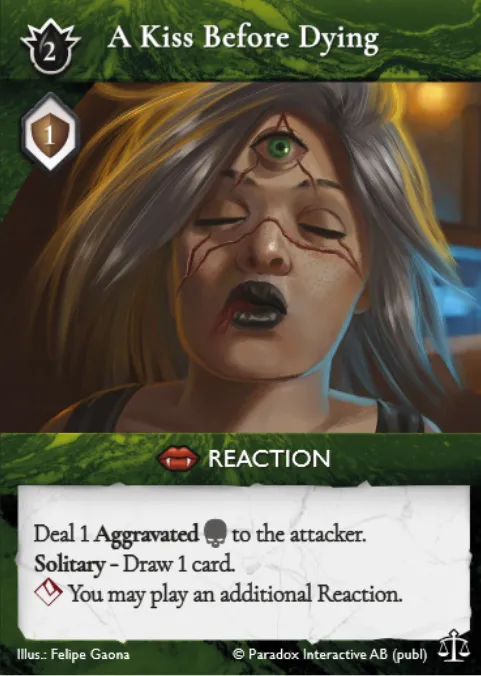 2
A Kiss Before Dying
1
REACTION
Deal 1 Aggravated to the attacker.
Solitary - Draw 1 card.
You may play an additional Reaction.
Illus.: Felipe Gaona © Paradox Interactive AB (publ)